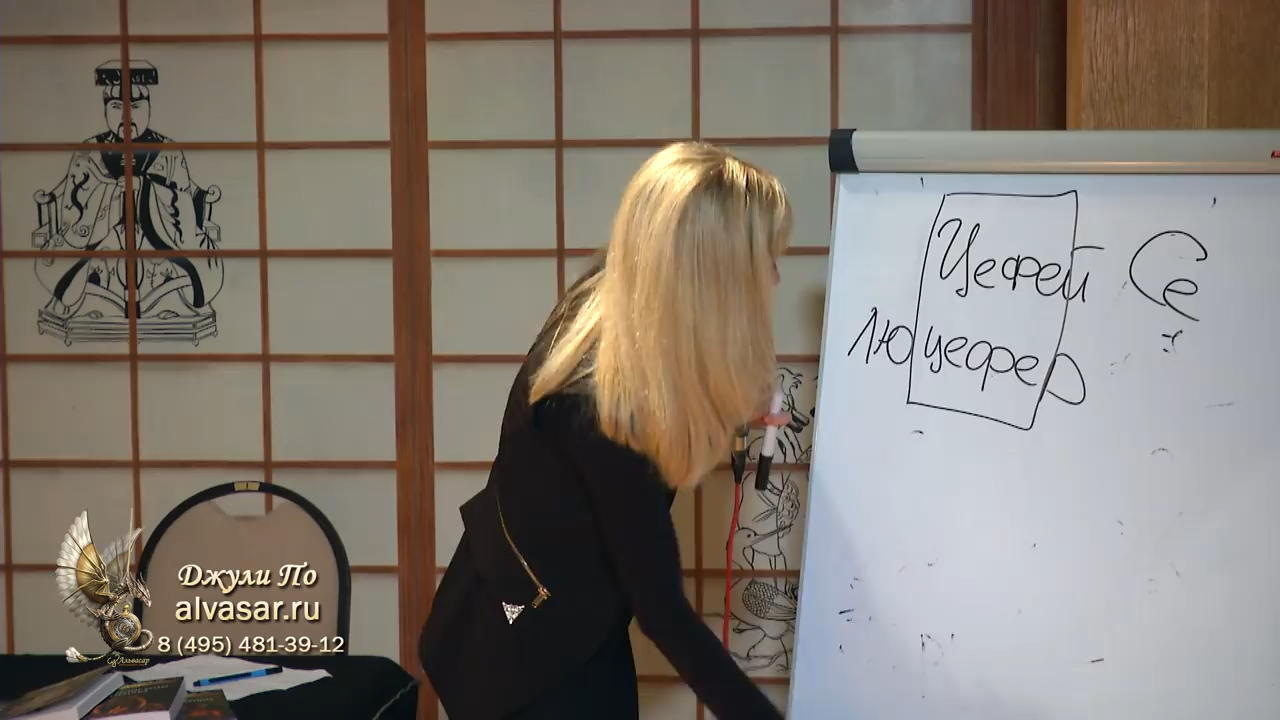 Цефей Се
Люцефер
Джули По
alvasar.ru
8 (495) 481-39-12